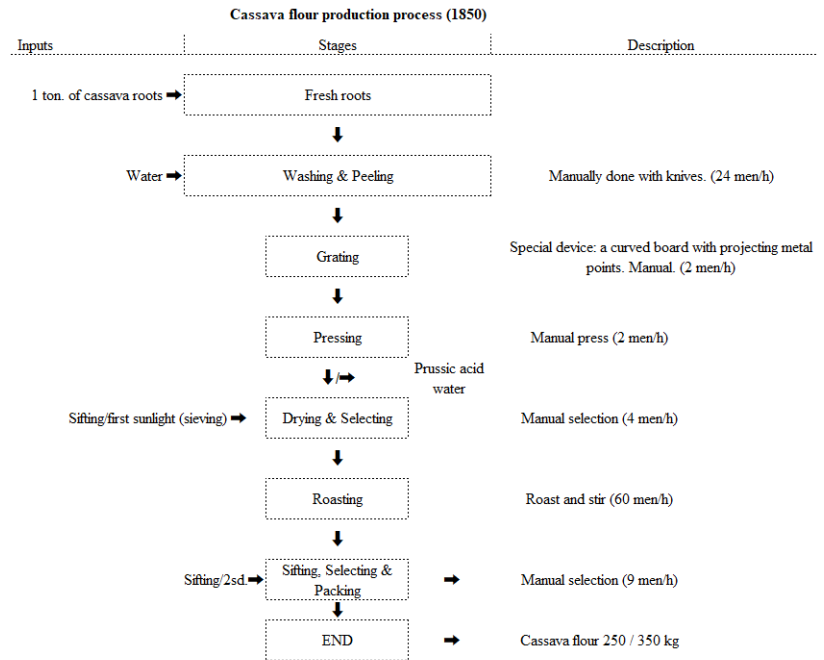 Cassava flour production process (1850)
Inputs Stages Description
1 ton. of cassava roots Fresh roots
Water Washing & Peeling Manually done with knives. (24 men/h)
Grating Special device: a curved board with projecting metal
points. Manual. (2 men/h)
Pressing Manual press (2 men/h)
/ Prussic acid
water
Sifting/first sunlight (sieving) Drying & Selecting Manual selection (4 men/h)
Roasting Roast and stir (60 men/h)
Sifting/2sd. Sifting, Selecting & Manual selection (9 men/h)
Packing
END Cassava flour 250 / 350 kg